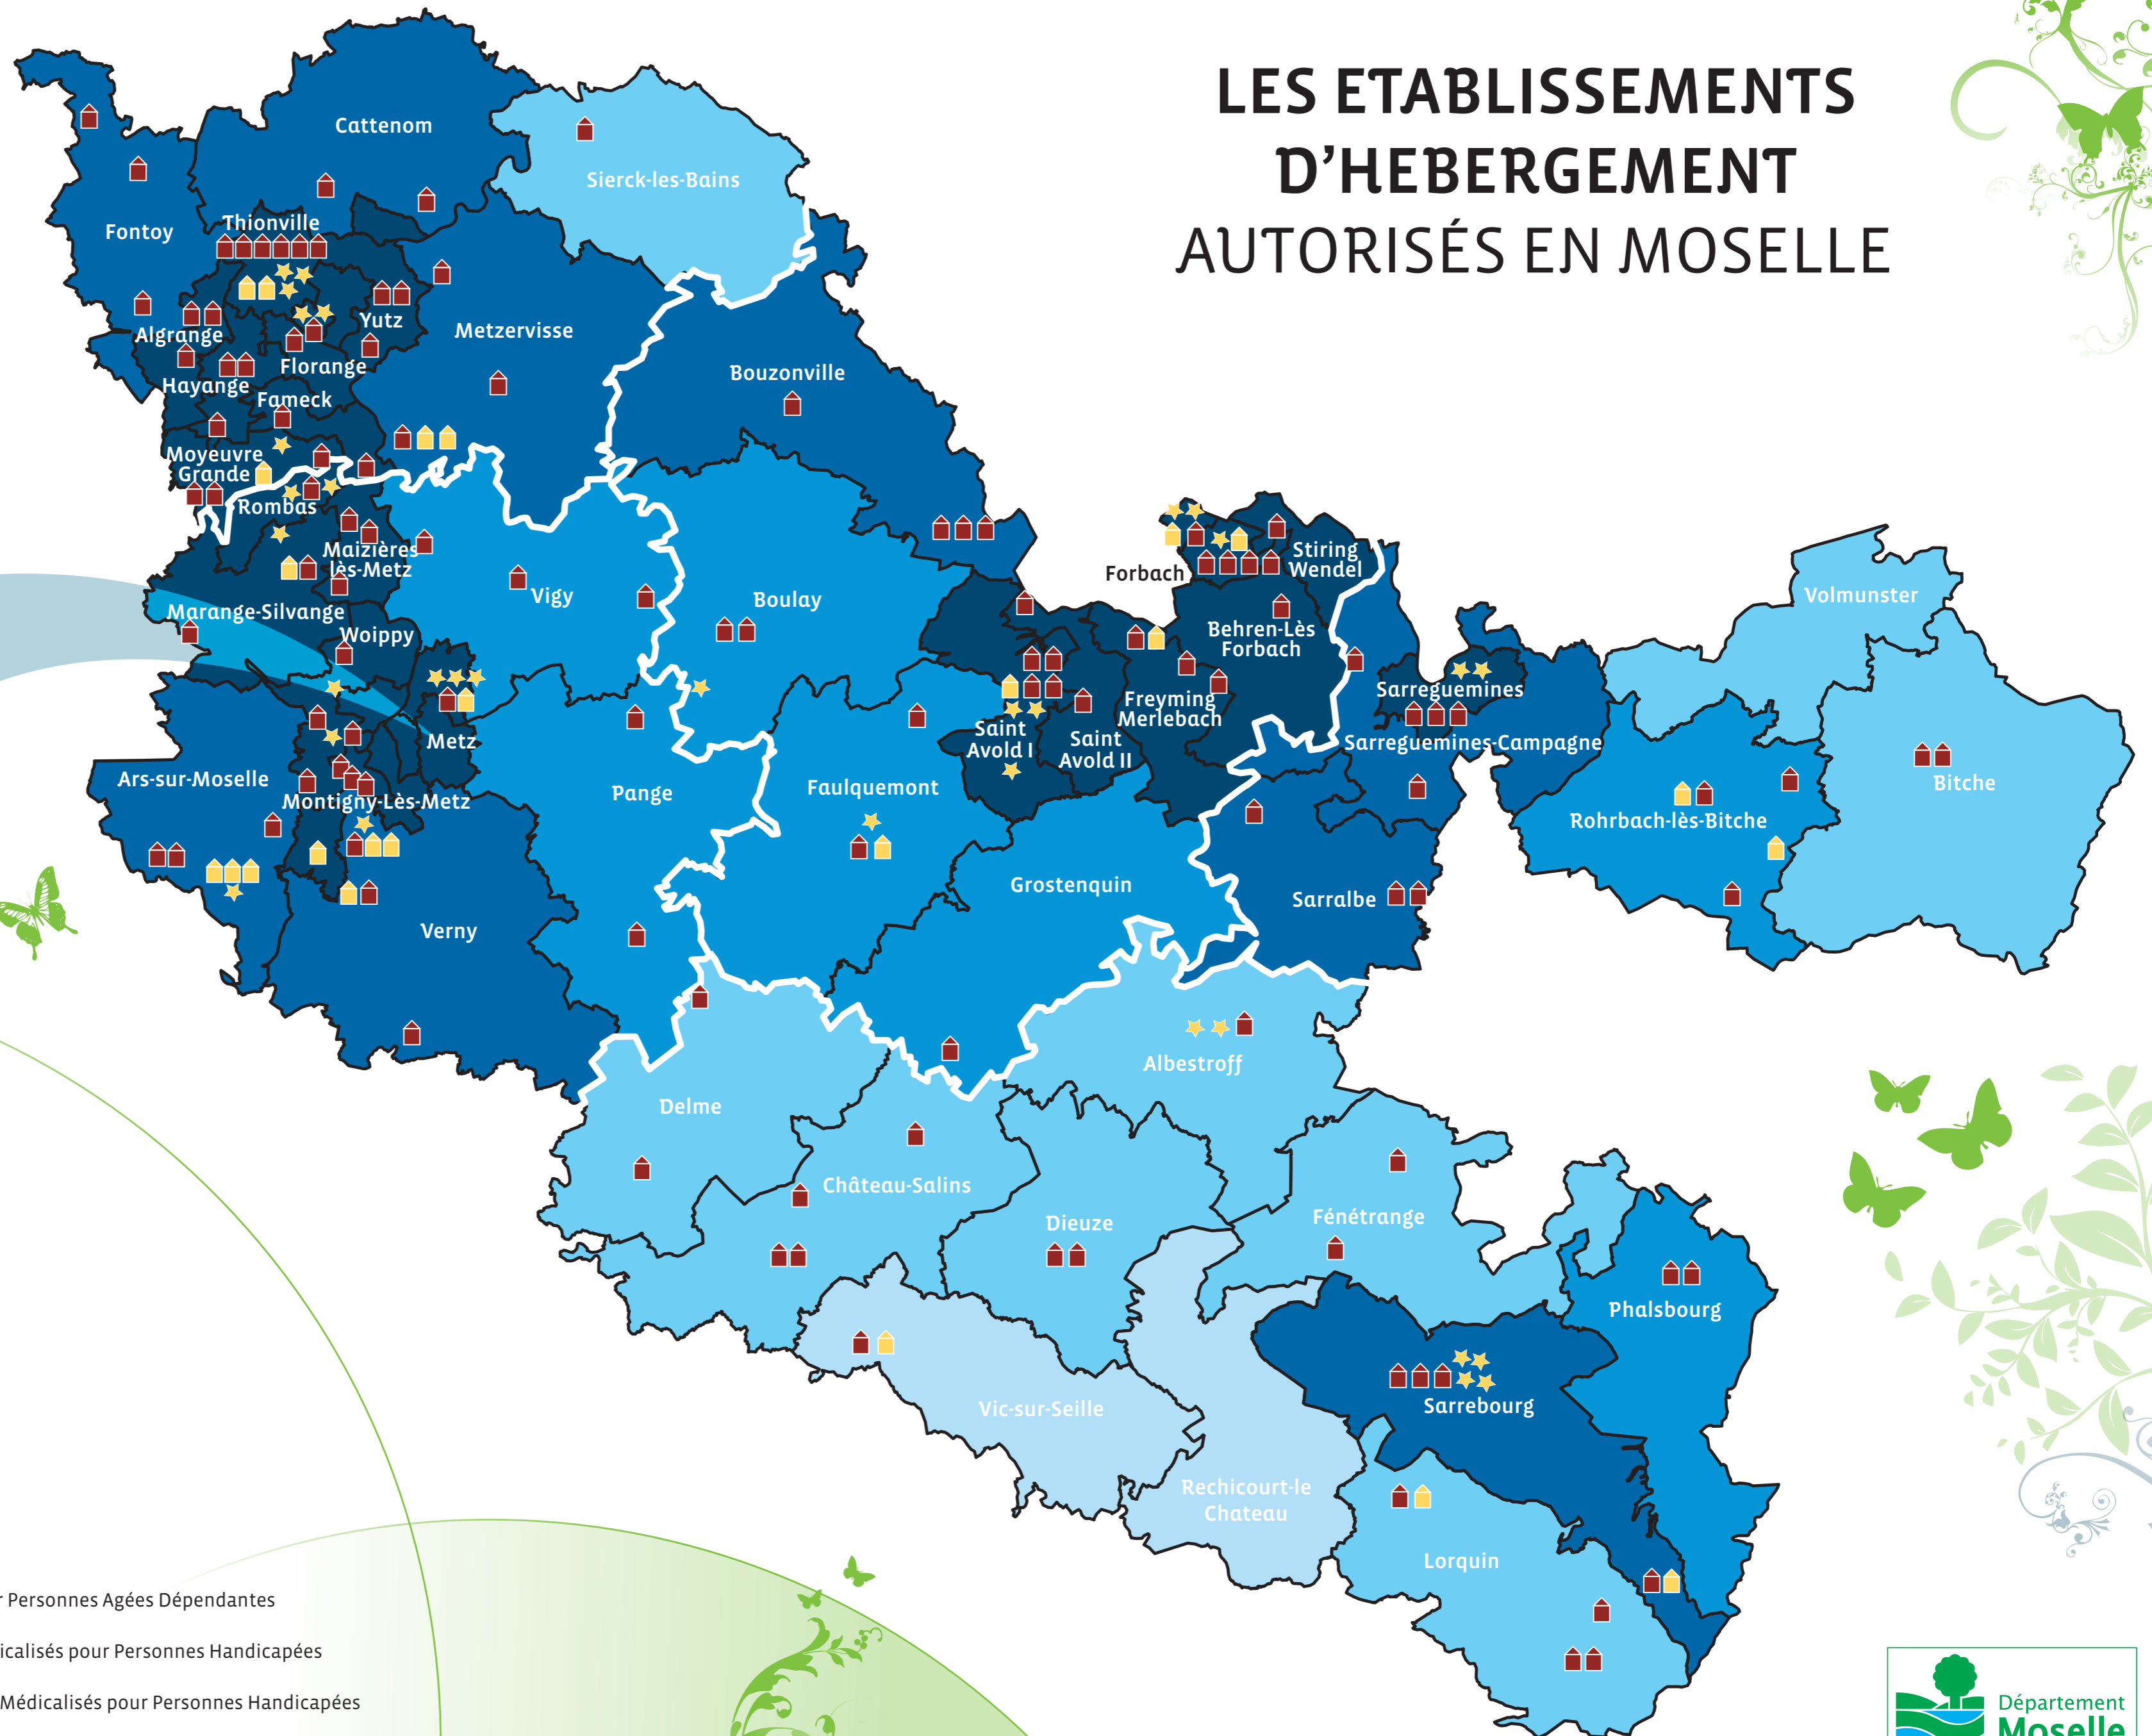 LES ETABLISSEMENTS
D’HEBERGEMENT
AUTORISÉS EN MOSELLE
Cattenom
Sierck-les-Bains
Fontoy
Thionville
Yutz
Metzervisse
Algrange
Florange
Hayange
Fameck
Bouzonville
Moyeuvre
Grande
Rombas
Maizières
lès-Metz
Vigy
Boulay
Marange-Silvange
Woippy
Forbach
Stiring
Wendel
Behren-Lès
Forbach
Volmunster
Freyming
Merlebach
Sarreguemines
Saint
Avold I
Saint
Avold II
Sarreguemines-Campagne
Metz
Ars-sur-Moselle
Montigny-Lès-Metz
Pange
Faulquemont
Bitche
Rohrbach-lès-Bitche
Grostenquin
Sarralbe
Verny
Albestroff
Delme
Château-Salins
Dieuze
Fénétrange
Phalsbourg
Vic-sur-Seille
Sarrebourg
Rechicourt-le
Chateau
Lorquin
Personnes Agées Dépendantes
icalisés pour Personnes Handicapées
Médicalisés pour Personnes Handicapées
Département
Moselle